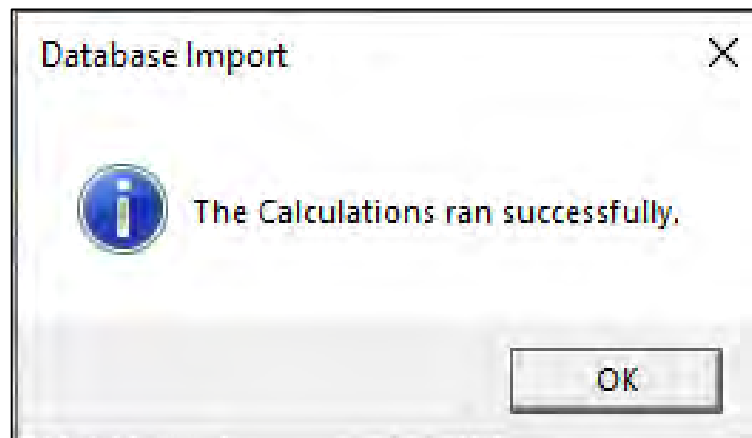 Database Import
The Calculations ran successfully.
OK